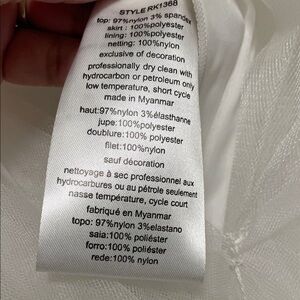 STYLE RK1368
top: 97%nylon 3% spandex
skirt : 100%polyester
lining: 100%polyester
netting: 100%nylon
exclusive of decoration
professionally dry clean with
hydrocarbon or petroleum only
low temperature, short cycle
made in Myanmar
haut:97%nylon 3%élasthanne
jupe:100%polyester
doublure:100% polyester
filet:100%nylon
sauf décoration
nettoyage à sec professionnel aux
hydrocarbures ou au pétrole seulement
nasse température, cycle court
fabriqué en Myanmar
topo: 97%nylon 3%elastano
saia:100% poliéster
forro:100% poliéster
rede:100% nylon